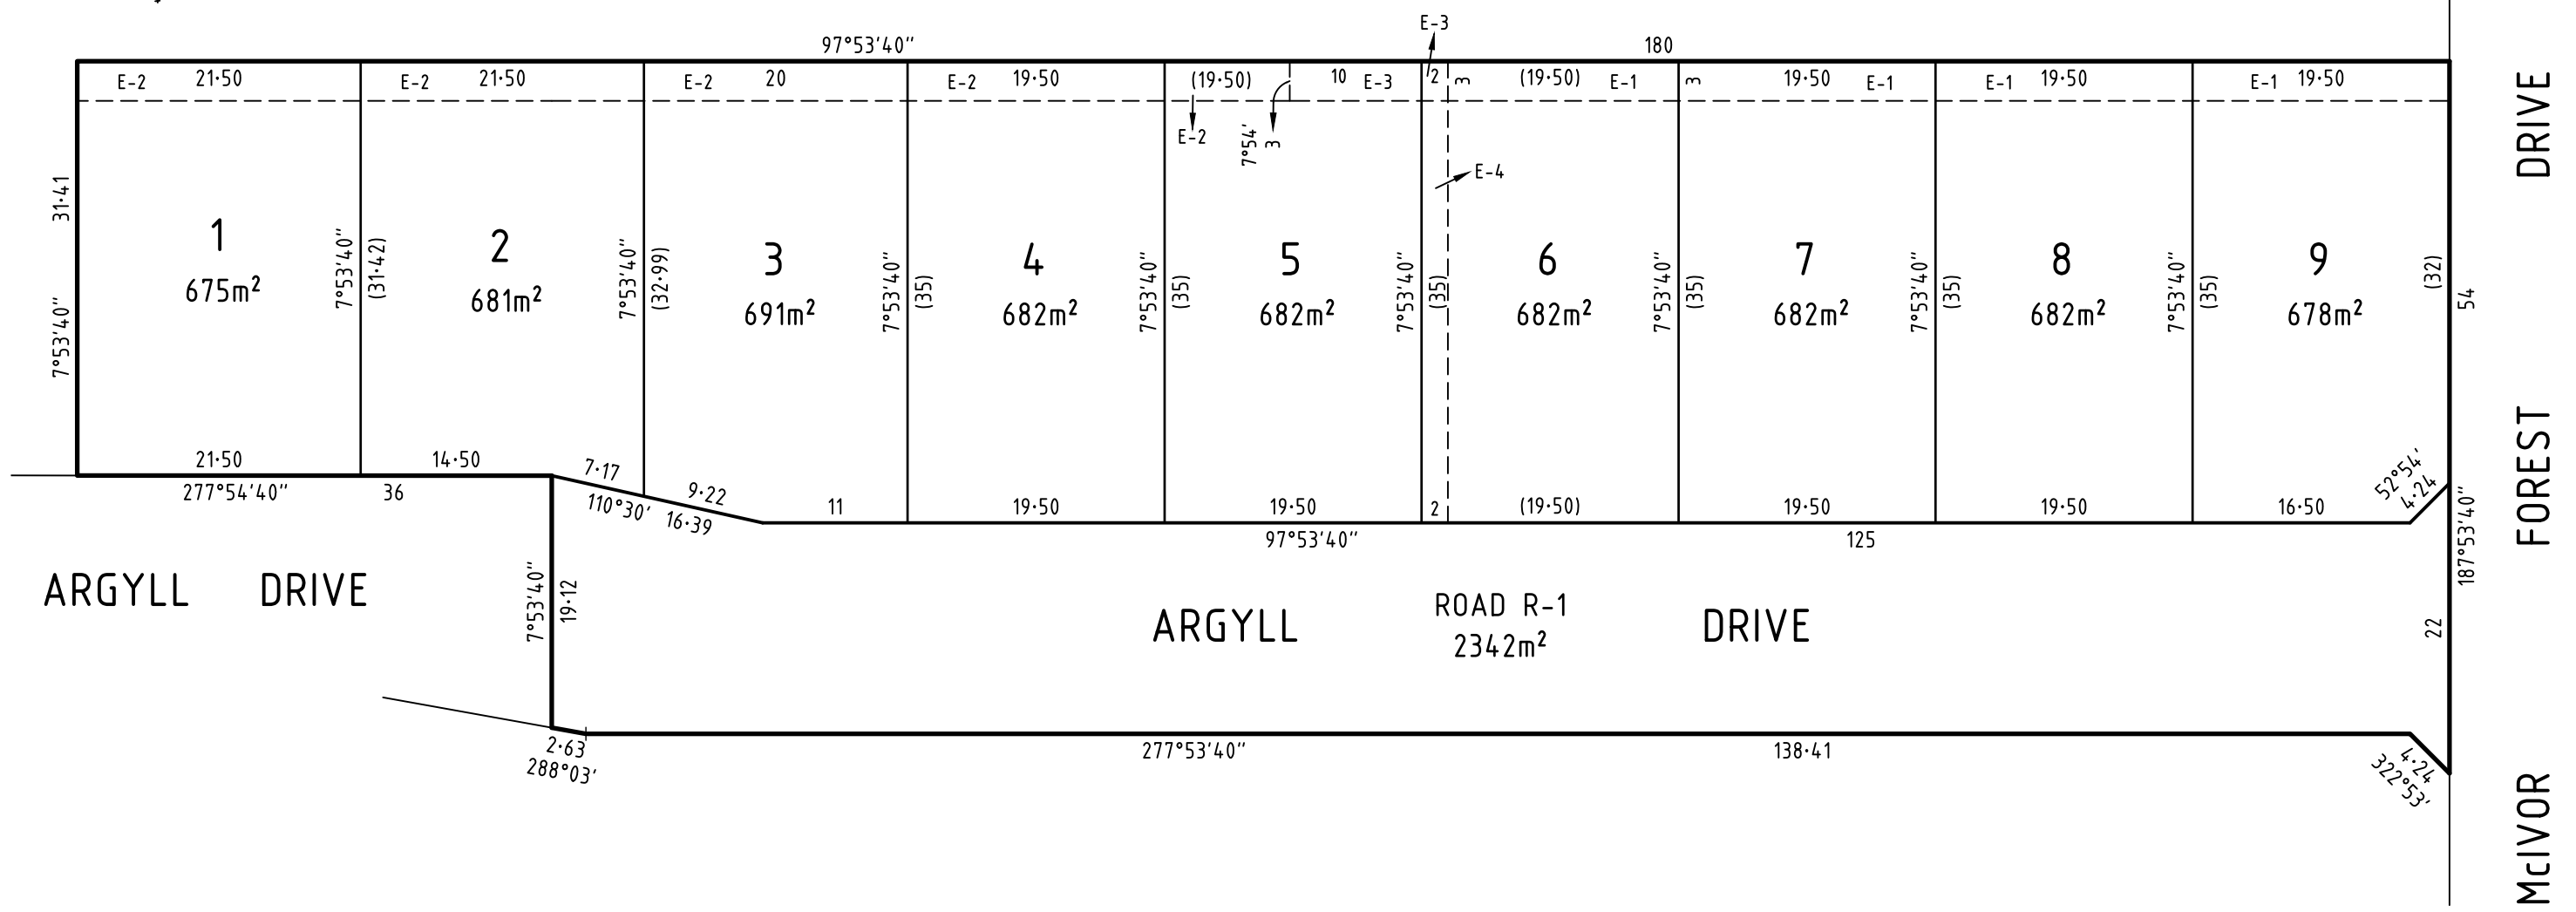 E-3
97°53'40"
180
E-2
21·50
E-2
21·50
E-2
20
E-2
19·50
(19·50)
10
E-3
2
3
(19·50)
E-1
3
19·50
E-1
E-1
19·50
E-1
19·50
E-2
7°54'
3
E-4
31·41
7°53'40"
1
675m²
7°53'40"
(31·42)
2
681m²
7°53'40"
(32·99)
3
691m²
7°53'40"
(35)
4
682m²
7°53'40"
(35)
5
682m²
7°53'40"
(35)
6
682m²
7°53'40"
(35)
7
682m²
7°53'40"
(35)
8
682m²
7°53'40"
(35)
9
678m²
(32)
54
21·50
277°54'40"
14·50
36
7·17
110°30'
9·22
16·39
11
19·50
19·50
2
(19·50)
19·50
19·50
16·50
52°54'
4·24
97°53'40"
125
187°53'40"
ARGYLL DRIVE
7°53'40"
19·12
ARGYLL DRIVE
ROAD R-1
2342m²
22
2·63
288°03'
277°53'40"
138·41
4·24
322°53'
McIVOR FOREST DRIVE